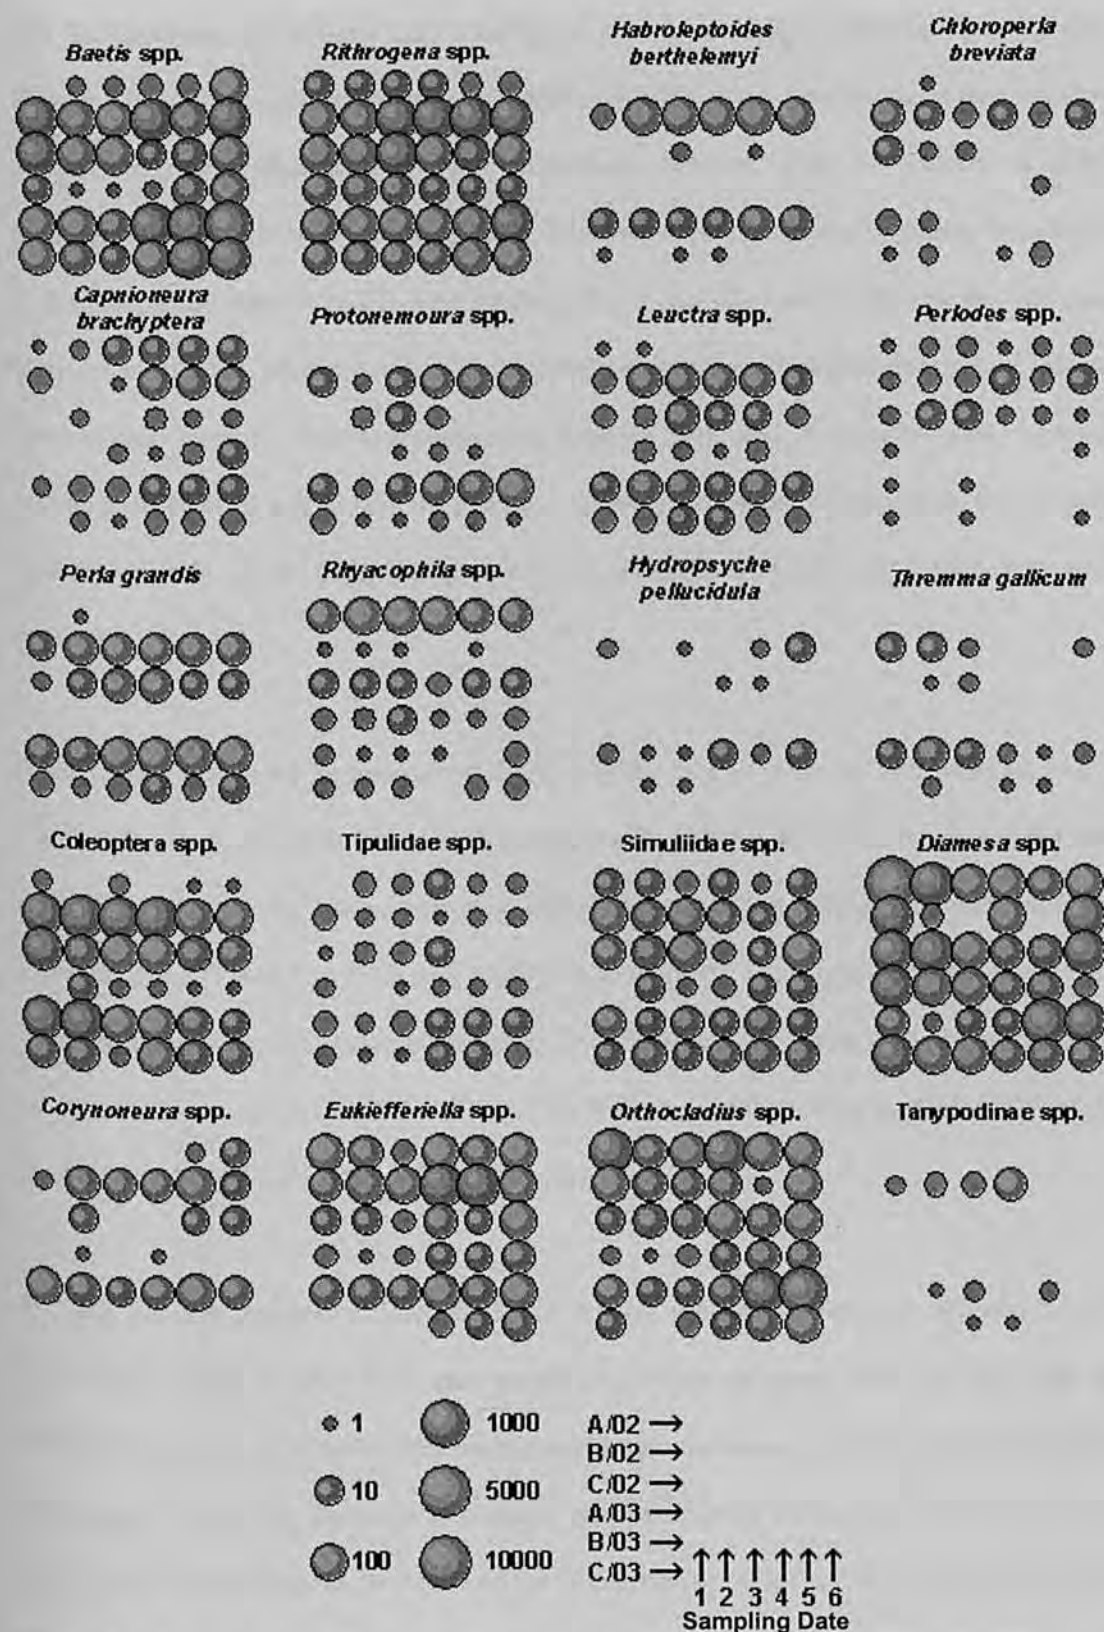 Baetis spp.
Rithrogena spp.
Habroleptoides
berthelemyi
Chloroperla
breviata
Capnioneura
brachyptera
Protonemoura spp.
Leuctra spp.
Perlodes spp.
Perla grandis
Rhyacophila spp.
Hydropsyche
pellucidula
Thremma gallicum
Coleoptera spp.
Tipulidae spp.
Simuliidae spp.
Diamesa spp.
Corynoneura spp.
Eukiefferiella spp.
Orthocladius spp.
Tanypodinae spp.
1
1000
10
5000
100
10000
A/02 →
B/02 →
C/02 →
A/03 →
B/03 →
C/03 → ↑ ↑ ↑ ↑ ↑ ↑
1 2 3 4 5 6
Sampling Date